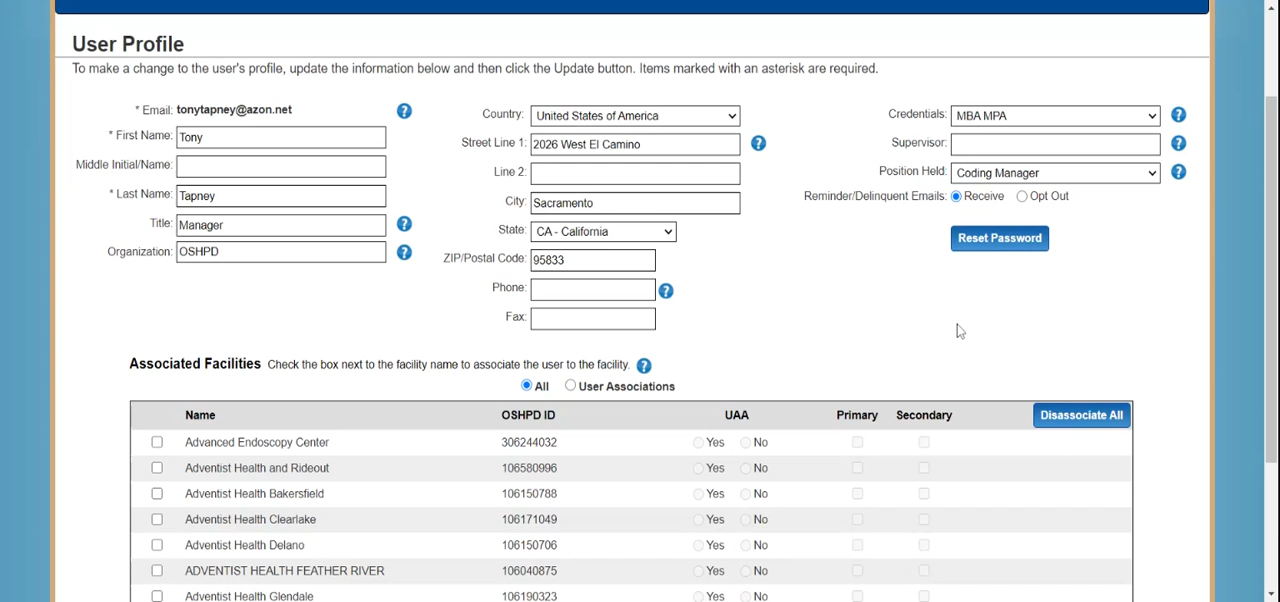 User Profile
To make a change to the user's profile, update the information below and then click the Update button. Items marked with an asterisk are required.
* Email: tonytapney@azon.net ?
* First Name: Tony
Middle Initial/Name:
* Last Name: Tapney
Title: Manager ?
Organization: OSHPD ?
Country: United States of America
Street Line 1: 2026 West El Camino ?
Line 2:
City: Sacramento
State: CA - California
ZIP/Postal Code: 95833
Phone: ?
Fax:
Credentials: MBA MPA ?
Supervisor: ?
Position Held: Coding Manager ?
Reminder/Delinquent Emails: Receive Opt Out
Reset Password
Associated Facilities Check the box next to the facility name to associate the user to the facility. ?
All User Associations
Name OSHPD ID UAA Primary Secondary Disassociate All
Advanced Endoscopy Center 306244032 Yes No
Adventist Health and Rideout 106580996 Yes No
Adventist Health Bakersfield 106150788 Yes No
Adventist Health Clearlake 106171049 Yes No
Adventist Health Delano 106150706 Yes No
ADVENTIST HEALTH FEATHER RIVER 106040875 Yes No
Adventist Health Glendale 106190323 Yes No